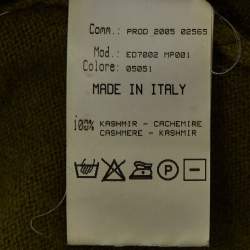 Comm.: PROD 2005 02565
Mod.: ED7002 MP001
Colore: 05051
MADE IN ITALY
100% KASHMIR - CACHEMIRE
CASHMERE - KASHMIR
P